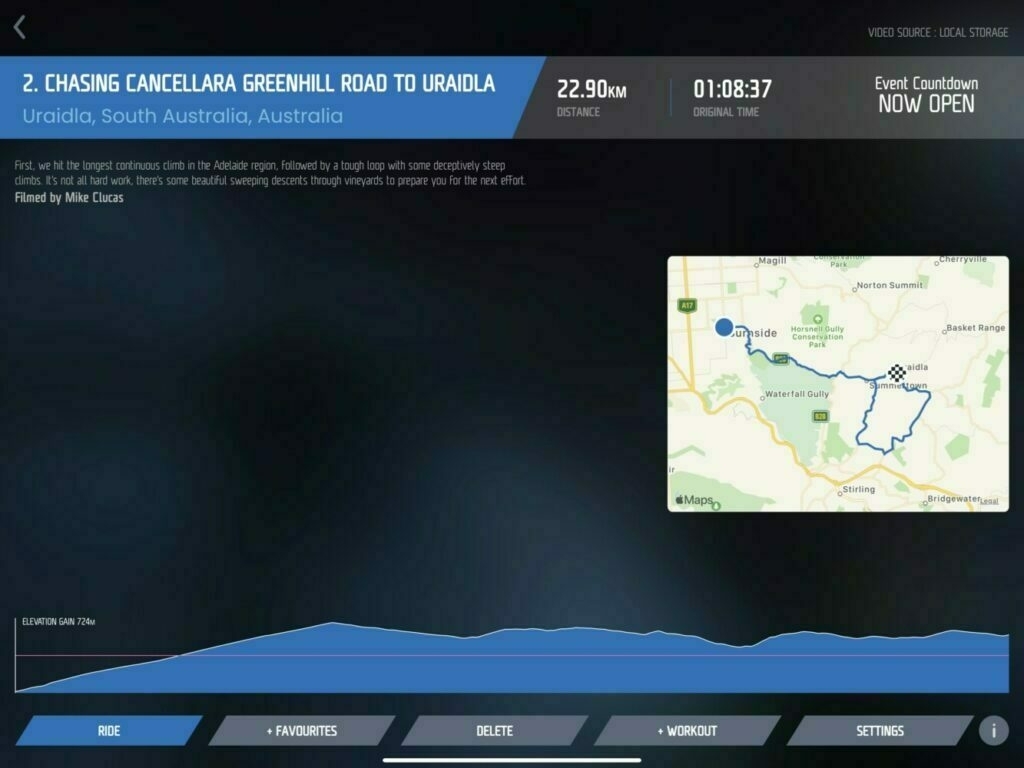 VIDEO SOURCE : LOCAL STORAGE
2. CHASING CANCELLARA GREENHILL ROAD TO URAIDLA
Uraidla, South Australia, Australia
22.90KM
DISTANCE
01:08:37
ORIGINAL TIME
Event Countdown
NOW OPEN
First, we hit the longest continuous climb in the Adelaide region, followed by a tough loop with some deceptively steep
climbs. It's not all hard work, there's some beautiful sweeping descents through vineyards to prepare you for the next effort.
Filmed by Mike Clucas
Magill
Conservation
Park
Cherryville
Norton Summit
A17
urnside
Horsnell Gully
Conservation
Park
Basket Range
aidla
Summertown
Waterfall Gully
B28
ir
Stirling
Maps
Bridgewater
Legal
ELEVATION GAIN 724M
RIDE
+ FAVOURITES
DELETE
+ WORKOUT
SETTINGS
i